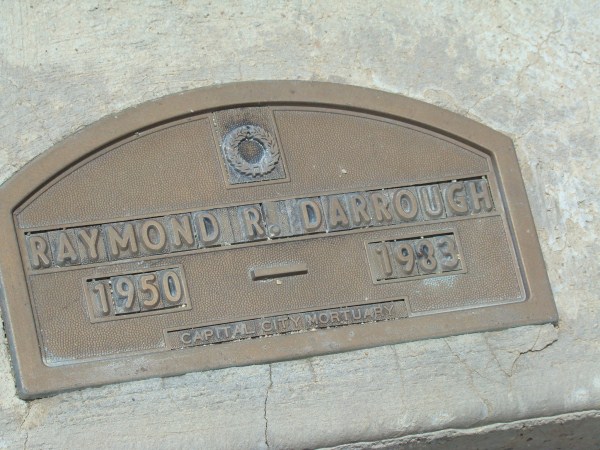 RAYMOND R. DARROUGH
1950 — 1983
CAPITAL CITY MORTUARY